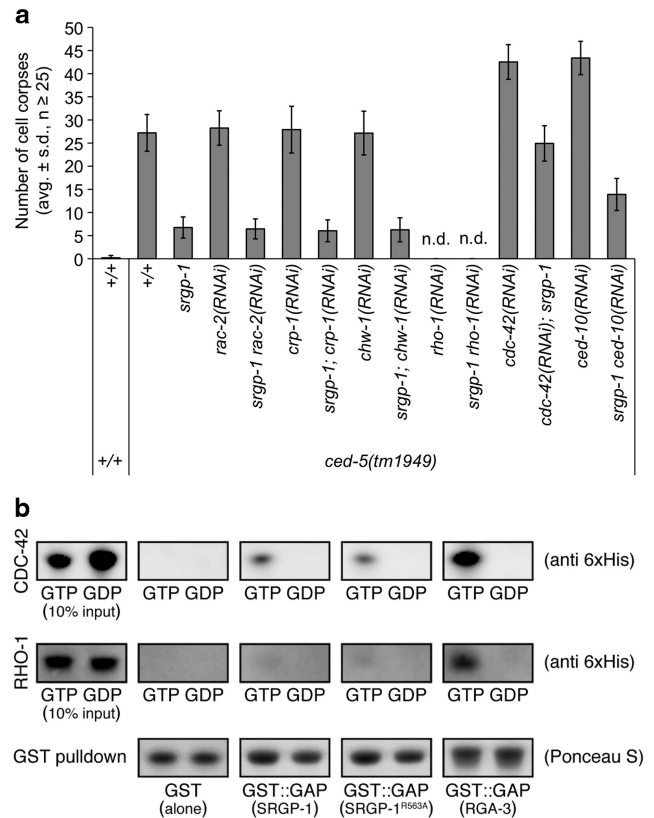 a
Number of cell corpses
(avg. ± s.d., n ≥ 25)
50
45
40
35
30
25
20
15
10
5
0
n.d.
n.d.
+/+
+/+
srgp-1
rac-2(RNAi)
srgp-1 rac-2(RNAi)
crp-1(RNAi)
srgp-1; crp-1(RNAi)
chw-1(RNAi)
srgp-1; chw-1(RNAi)
rho-1(RNAi)
srgp-1 rho-1(RNAi)
cdc-42(RNAi)
cdc-42(RNAi); srgp-1
ced-10(RNAi)
srgp-1 ced-10(RNAi)
+/+
ced-5(tm1949)
b
CDC-42
(anti 6xHis)
GTP GDP GTP GDP GTP GDP GTP GDP GTP GDP
(10% input)
RHO-1
(anti 6xHis)
GTP GDP GTP GDP GTP GDP GTP GDP GTP GDP
(10% input)
GST pulldown
(Ponceau S)
GST GST::GAP GST::GAP GST::GAP
(alone) (SRGP-1) (SRGP-1R563A) (RGA-3)